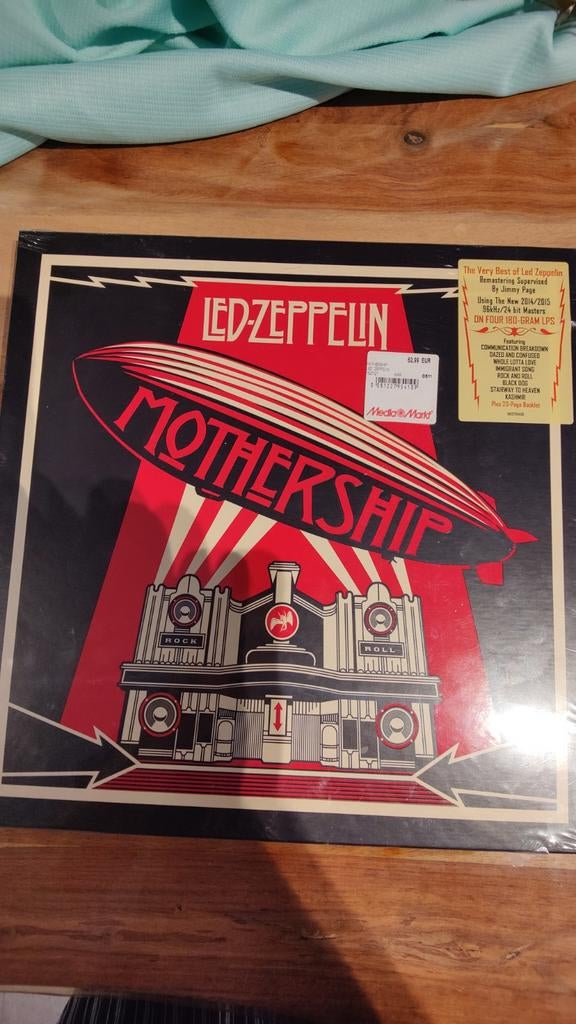 LED-ZEPPELIN
MOTHERSHIP
ROCK
ROLL
52,99 EUR
MediaMarkt
The Very Best of Led Zeppelin
Remastering Supervised
By Jimmy Page
Using The New 2014/2015
96kHz/24 bit Masters
ON FOUR 180-GRAM LPS
Featuring
COMMUNICATION BREAKDOWN
DAZED AND CONFUSED
WHOLE LOTTA LOVE
IMMIGRANT SONG
ROCK AND ROLL
BLACK DOG
STAIRWAY TO HEAVEN
KASHMIR
Plus 20-Page Booklet